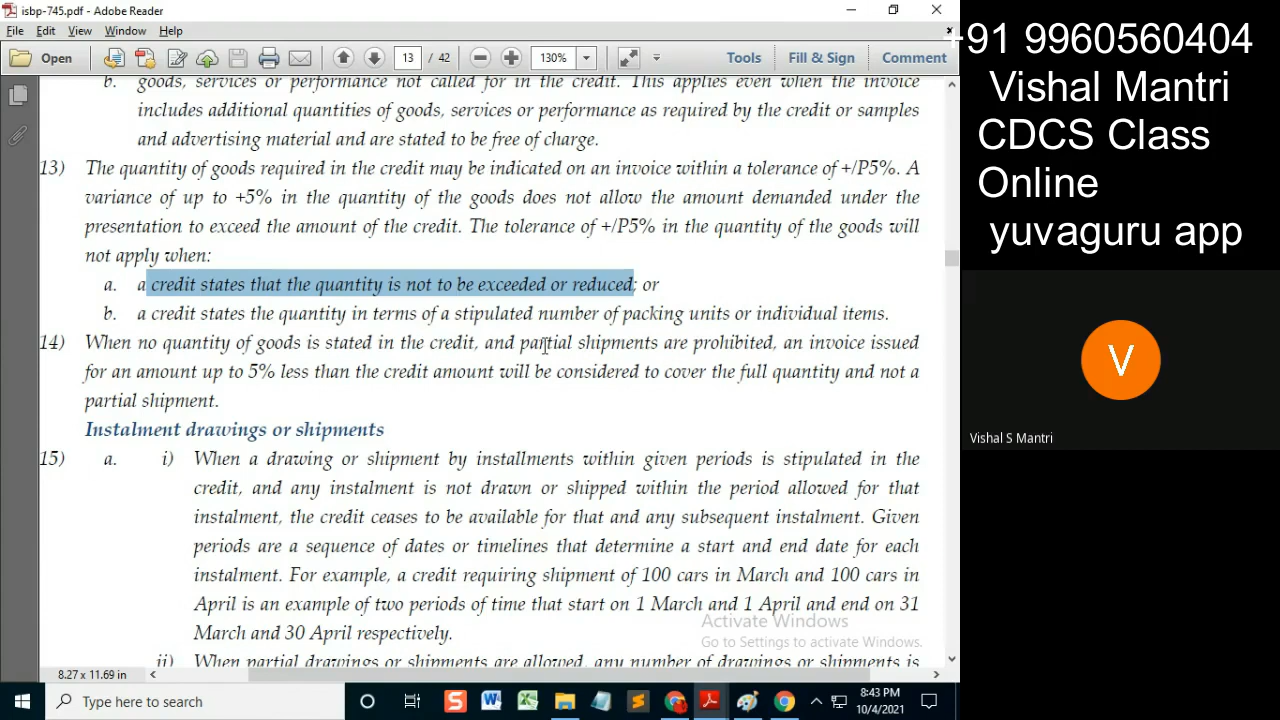 isbp-745.pdf - Adobe Reader
File Edit View Window Help
Open 13 / 42 130% Tools Fill & Sign Comment
b. goods, services or performance not called for in the credit. This applies even when the invoice
includes additional quantities of goods, services or performance as required by the credit or samples
and advertising material and are stated to be free of charge.
13) The quantity of goods required in the credit may be indicated on an invoice within a tolerance of +/P5%. A
variance of up to +5% in the quantity of the goods does not allow the amount demanded under the
presentation to exceed the amount of the credit. The tolerance of +/P5% in the quantity of the goods will
not apply when:
a. a credit states that the quantity is not to be exceeded or reduced; or
b. a credit states the quantity in terms of a stipulated number of packing units or individual items.
14) When no quantity of goods is stated in the credit, and partial shipments are prohibited, an invoice issued
for an amount up to 5% less than the credit amount will be considered to cover the full quantity and not a
partial shipment.
Instalment drawings or shipments
15) a. i) When a drawing or shipment by installments within given periods is stipulated in the
credit, and any instalment is not drawn or shipped within the period allowed for that
instalment, the credit ceases to be available for that and any subsequent instalment. Given
periods are a sequence of dates or timelines that determine a start and end date for each
instalment. For example, a credit requiring shipment of 100 cars in March and 100 cars in
April is an example of two periods of time that start on 1 March and 1 April and end on 31
March and 30 April respectively.
ii) When partial drawings or shipments are allowed, any number of drawings or shipments is
Activate Windows
Go to Settings to activate Windows.
8.27 x 11.69 in
Type here to search
8:43 PM
10/4/2021
+91 9960560404
Vishal Mantri
CDCS Class
Online
yuvaguru app
V
Vishal S Mantri